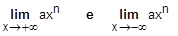 lim ax^n e lim ax^n
x→+∞ x→−∞